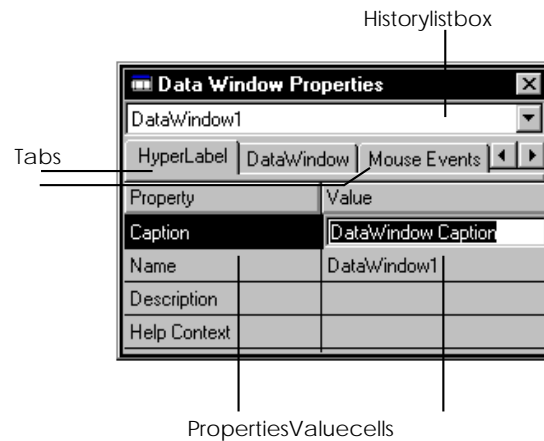 Historylistbox
Data Window Properties
DataWindow1
Tabs
HyperLabel DataWindow Mouse Events
Property Value
Caption DataWindow Caption
Name DataWindow1
Description
Help Context
PropertiesValuecells